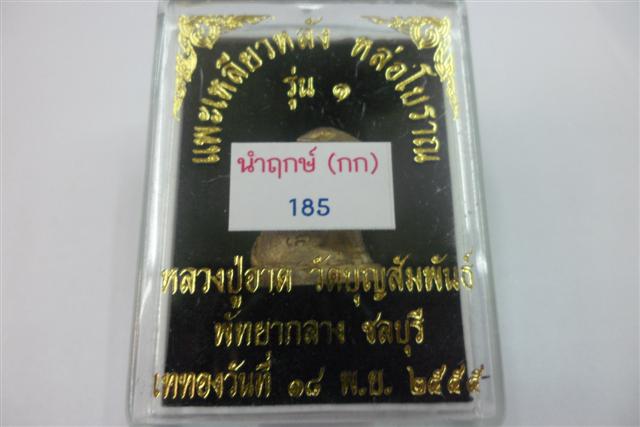 แพะเหลียวหลัง หล่อโบราณ
รุ่น ๑
นำฤกษ์ (กก)
185
หลวงปู่ฮาด วัดบุญสัมพันธ์
พัทยากลาง ชลบุรี
เททองวันที่ ๑๘ พ.ย. ๒๕๕๕